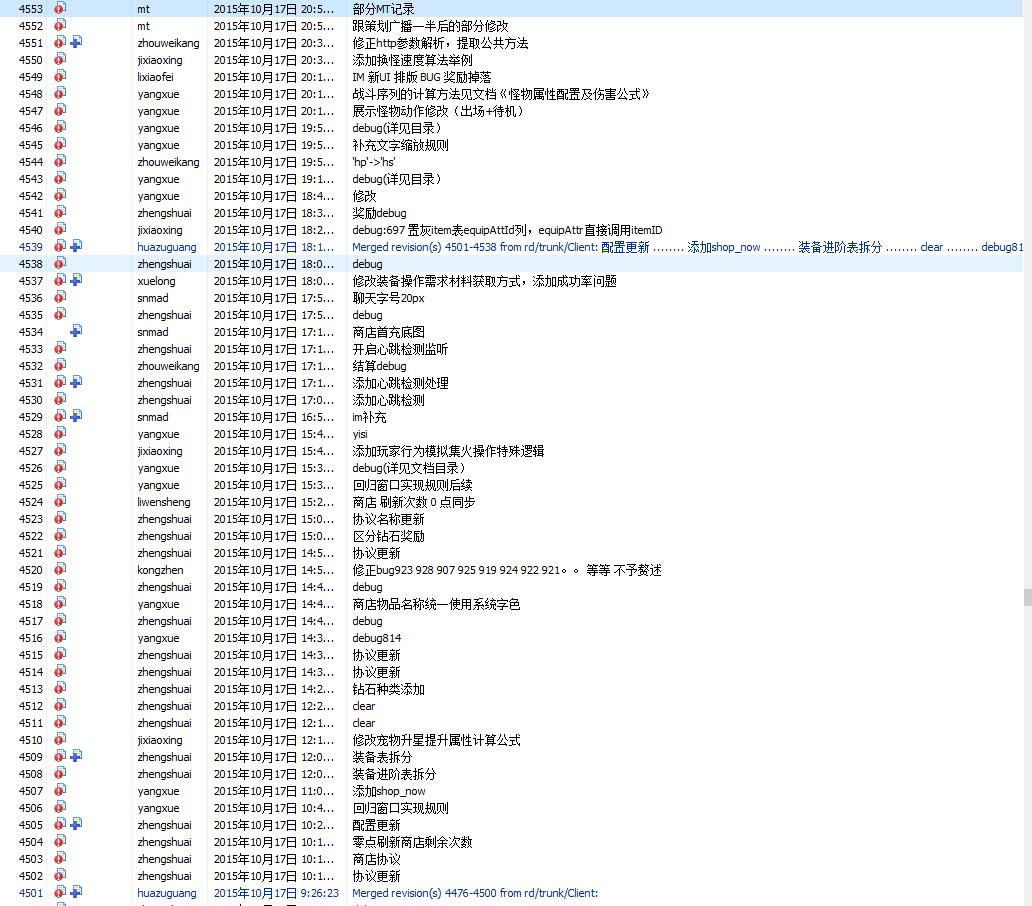 4553 mt 2015年10月17日 20:5... 部分MT记录
4552 mt 2015年10月17日 20:5... 跟策划广播一半后的部分修改
4551 zhouweikang 2015年10月17日 20:3... 修正http参数解析，提取公共方法
4550 jixiaoxing 2015年10月17日 20:3... 添加换怪速度算法举例
4549 lixiaofei 2015年10月17日 20:1... IM 新UI 排版 BUG 奖励掉落
4548 yangxue 2015年10月17日 20:1... 战斗序列的计算方法见文档《怪物属性配置及伤害公式》
4547 yangxue 2015年10月17日 20:1... 展示怪物动作修改（出场+待机）
4546 yangxue 2015年10月17日 19:5... debug(详见目录）
4545 yangxue 2015年10月17日 19:5... 补充文字缩放规则
4544 zhouweikang 2015年10月17日 19:5... 'hp'->'hs'
4543 yangxue 2015年10月17日 19:1... debug(详见目录）
4542 yangxue 2015年10月17日 18:4... 修改
4541 zhengshuai 2015年10月17日 18:3... 奖励debug
4540 jixiaoxing 2015年10月17日 18:2... debug:697 置灰item表equipAttId列，equipAttr直接调用itemID
4539 huazuguang 2015年10月17日 18:1... Merged revision(s) 4501-4538 from rd/trunk/Client: 配置更新 ........ 添加shop_now ........ 装备进阶表拆分 ........ clear ........ debug81
4538 zhengshuai 2015年10月17日 18:0... debug
4537 xuelong 2015年10月17日 18:0... 修改装备操作需求材料获取方式，添加成功率问题
4536 snmad 2015年10月17日 17:5... 聊天字号20px
4535 zhengshuai 2015年10月17日 17:5... debug
4534 snmad 2015年10月17日 17:1... 商店首充底图
4533 zhengshuai 2015年10月17日 17:1... 开启心跳检测监听
4532 zhouweikang 2015年10月17日 17:1... 结算debug
4531 zhengshuai 2015年10月17日 17:1... 添加心跳检测处理
4530 zhengshuai 2015年10月17日 17:0... 添加心跳检测
4529 snmad 2015年10月17日 16:5... im补充
4528 yangxue 2015年10月17日 15:4... yisi
4527 jixiaoxing 2015年10月17日 15:4... 添加玩家行为模拟集火操作特殊逻辑
4526 yangxue 2015年10月17日 15:3... debug(详见文档目录）
4525 yangxue 2015年10月17日 15:3... 回归窗口实现规则后续
4524 liwensheng 2015年10月17日 15:2... 商店 刷新次数 0 点同步
4523 zhengshuai 2015年10月17日 15:0... 协议名称更新
4522 zhengshuai 2015年10月17日 15:0... 区分钻石奖励
4521 zhengshuai 2015年10月17日 14:5... 协议更新
4520 kongzhen 2015年10月17日 14:5... 修正bug923 928 907 925 919 924 922 921。。 等等 不予赘述
4519 zhengshuai 2015年10月17日 14:4... debug
4518 yangxue 2015年10月17日 14:4... 商店物品名称统一使用系统字色
4517 zhengshuai 2015年10月17日 14:4... debug
4516 yangxue 2015年10月17日 14:3... debug814
4515 zhengshuai 2015年10月17日 14:3... 协议更新
4514 zhengshuai 2015年10月17日 14:3... 协议更新
4513 zhengshuai 2015年10月17日 14:2... 钻石种类添加
4512 zhengshuai 2015年10月17日 12:2... clear
4511 zhengshuai 2015年10月17日 12:1... clear
4510 jixiaoxing 2015年10月17日 12:1... 修改宠物升星提升属性计算公式
4509 zhengshuai 2015年10月17日 12:0... 装备表拆分
4508 zhengshuai 2015年10月17日 12:0... 装备进阶表拆分
4507 yangxue 2015年10月17日 11:0... 添加shop_now
4506 yangxue 2015年10月17日 10:4... 回归窗口实现规则
4505 zhengshuai 2015年10月17日 10:2... 配置更新
4504 zhengshuai 2015年10月17日 10:1... 零点刷新商店剩余次数
4503 zhengshuai 2015年10月17日 10:1... 商店协议
4502 zhengshuai 2015年10月17日 10:1... 协议更新
4501 huazuguang 2015年10月17日 9:26:23 Merged revision(s) 4476-4500 from rd/trunk/Client: